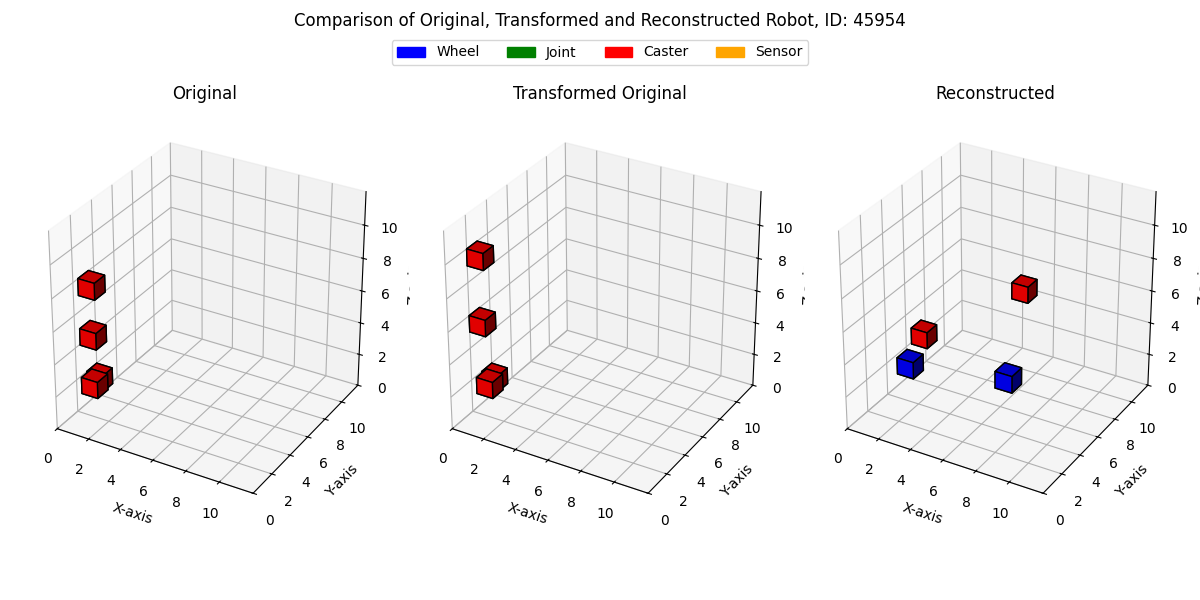 Comparison of Original, Transformed and Reconstructed Robot, ID: 45954
Wheel Joint Caster Sensor
Original
Transformed Original
Reconstructed
0 2 4 6 8 10
X-axis
0 2 4 6 8 10
Y-axis
0 2 4 6 8 10
0 2 4 6 8 10
X-axis
0 2 4 6 8 10
Y-axis
0 2 4 6 8 10
0 2 4 6 8 10
X-axis
0 2 4 6 8 10
Y-axis
0 2 4 6 8 10